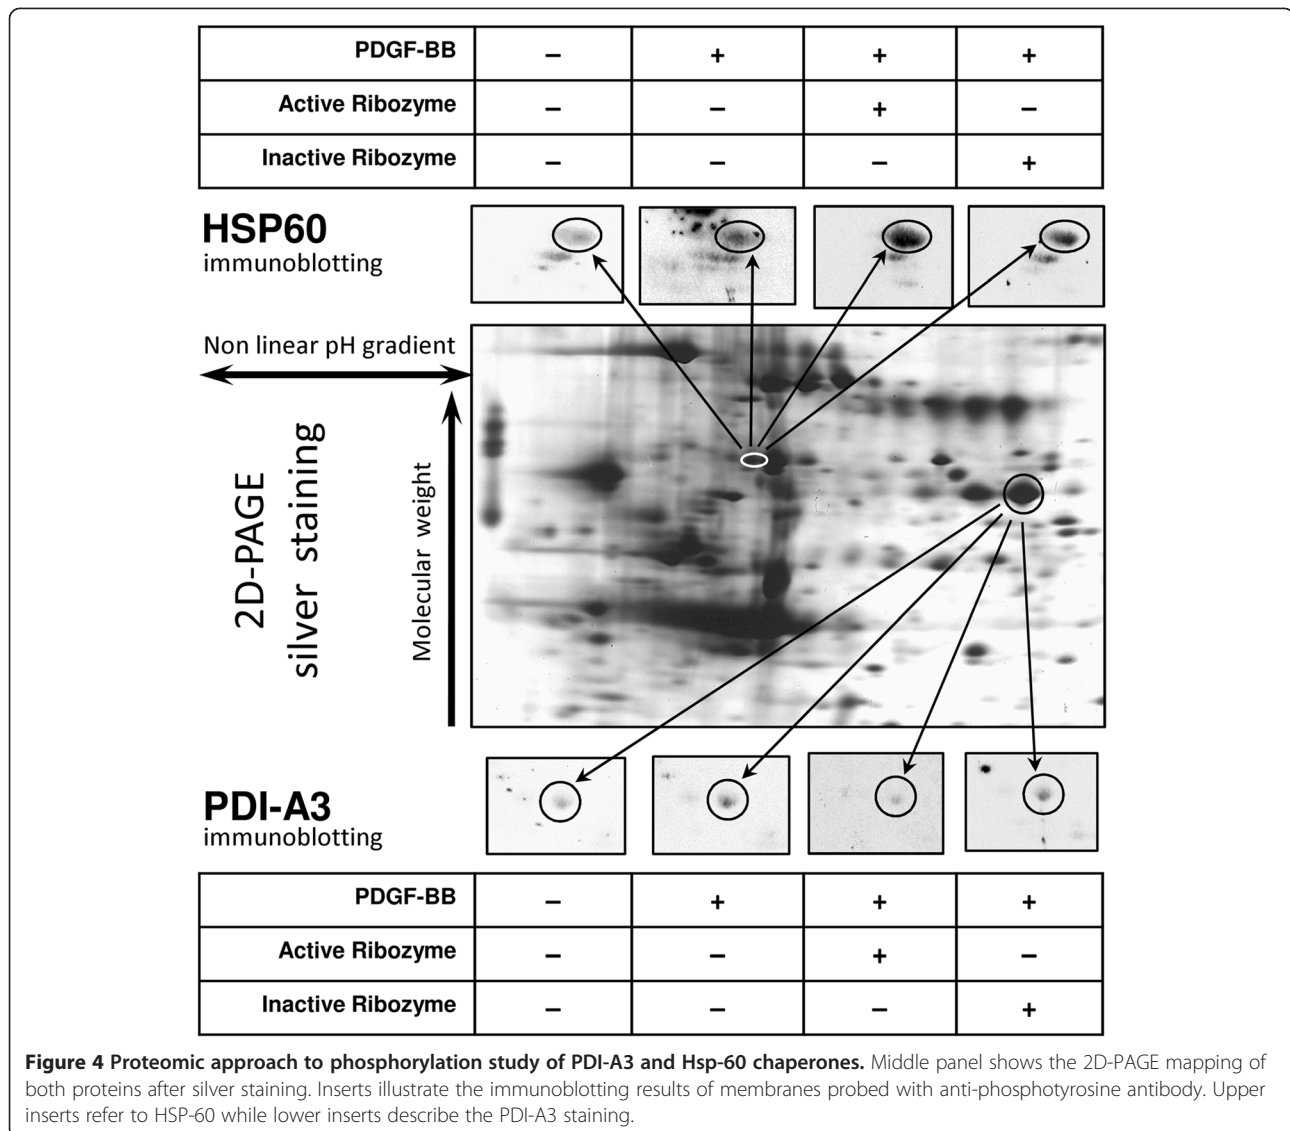 PDGF-BB – + + +
Active Ribozyme – – + –
Inactive Ribozyme – – – +
HSP60
immunoblotting
Non linear pH gradient
2D-PAGE
silver staining
Molecular weight
PDI-A3
immunoblotting
PDGF-BB – + + +
Active Ribozyme – – + –
Inactive Ribozyme – – – +
Figure 4 Proteomic approach to phosphorylation study of PDI-A3 and Hsp-60 chaperones. Middle panel shows the 2D-PAGE mapping of
both proteins after silver staining. Inserts illustrate the immunoblotting results of membranes probed with anti-phosphotyrosine antibody. Upper
inserts refer to HSP-60 while lower inserts describe the PDI-A3 staining.